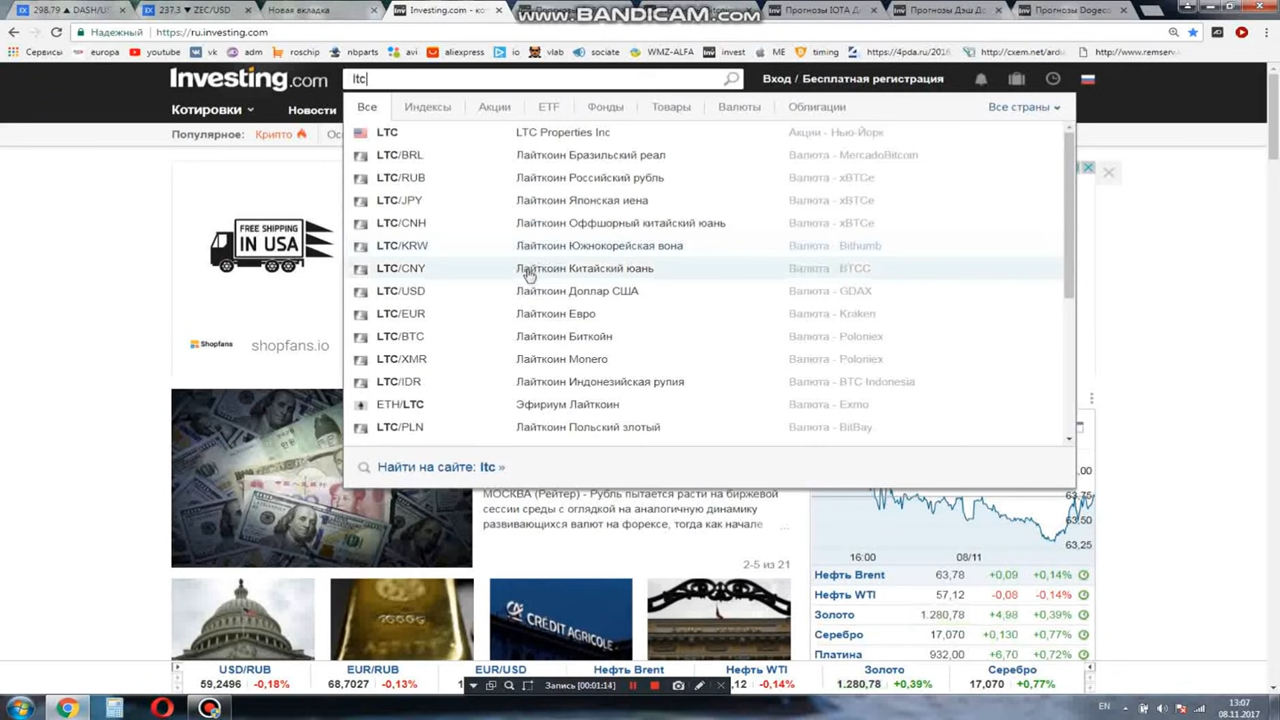 298.79 ▲ DASH/US
237.3 ▼ ZEC/USD
Новая вкладка
Investing.com - ко
Прогнозы IOTA Д
Прогнозы Дэш Д
Прогнозы Dogeco
www.BANDICAM.com
Надежный
https://ru.investing.com
Сервисы
europa
youtube
vk
adm
roschip
nbparts
avi
aliexpress
io
vlab
sociate
WMZ-ALFA
invest
ME
timing
https://4pda.ru/2016
http://cxem.net/ardu
http://www.remserv
Investing.com
ltc
Вход / Бесплатная регистрация
Котировки
Новости
Все
Индексы
Акции
ETF
Фонды
Товары
Валюты
Облигации
Все страны
Популярное:
Крипто
LTC LTC Properties Inc Акции - Нью-Йорк
LTC/BRL Лайткоин Бразильский реал Валюта - MercadoBitcoin
LTC/RUB Лайткоин Российский рубль Валюта - xBTCe
LTC/JPY Лайткоин Японская иена Валюта - xBTCe
LTC/CNH Лайткоин Оффшорный китайский юань Валюта - xBTCe
LTC/KRW Лайткоин Южнокорейская вона Валюта - Bithumb
LTC/CNY Лайткоин Китайский юань Валюта - BTCC
LTC/USD Лайткоин Доллар США Валюта - GDAX
LTC/EUR Лайткоин Евро Валюта - Kraken
LTC/BTC Лайткоин Биткойн Валюта - Poloniex
LTC/XMR Лайткоин Monero Валюта - Poloniex
LTC/IDR Лайткоин Индонезийская рупия Валюта - BTC Indonesia
ETH/LTC Эфириум Лайткоин Валюта - Exmo
LTC/PLN Лайткоин Польский злотый Валюта - BitBay
Найти на сайте: ltc »
FREE SHIPPING
IN USA
Shopfans
shopfans.io
МОСКВА (Рейтер) - Рубль пытается расти на биржевой
сессии среды с оглядкой на аналогичную динамику
развивающихся валют на форексе, тогда как начале
...
2-5 из 21
63,75
63,50
63,25
16:00
08/11
Нефть Brent 63,78 +0,09 +0,14%
Нефть WTI 57,12 -0,08 -0,14%
Золото 1.280,78 +4,98 +0,39%
Серебро 17,070 +0,130 +0,77%
Платина 932,00 +6,70 +0,72%
CRÉDIT AGRICOLE
USD/RUB
59,2496 -0,18%
EUR/RUB
68,7027 -0,13%
EUR/USD
Нефть Brent
Нефть WTI
,12 -0,14%
Золото
1.280,78 +0,39%
Серебро
17,070 +0,77%
Запись [00:01:14]
EN
13:07
08.11.2017